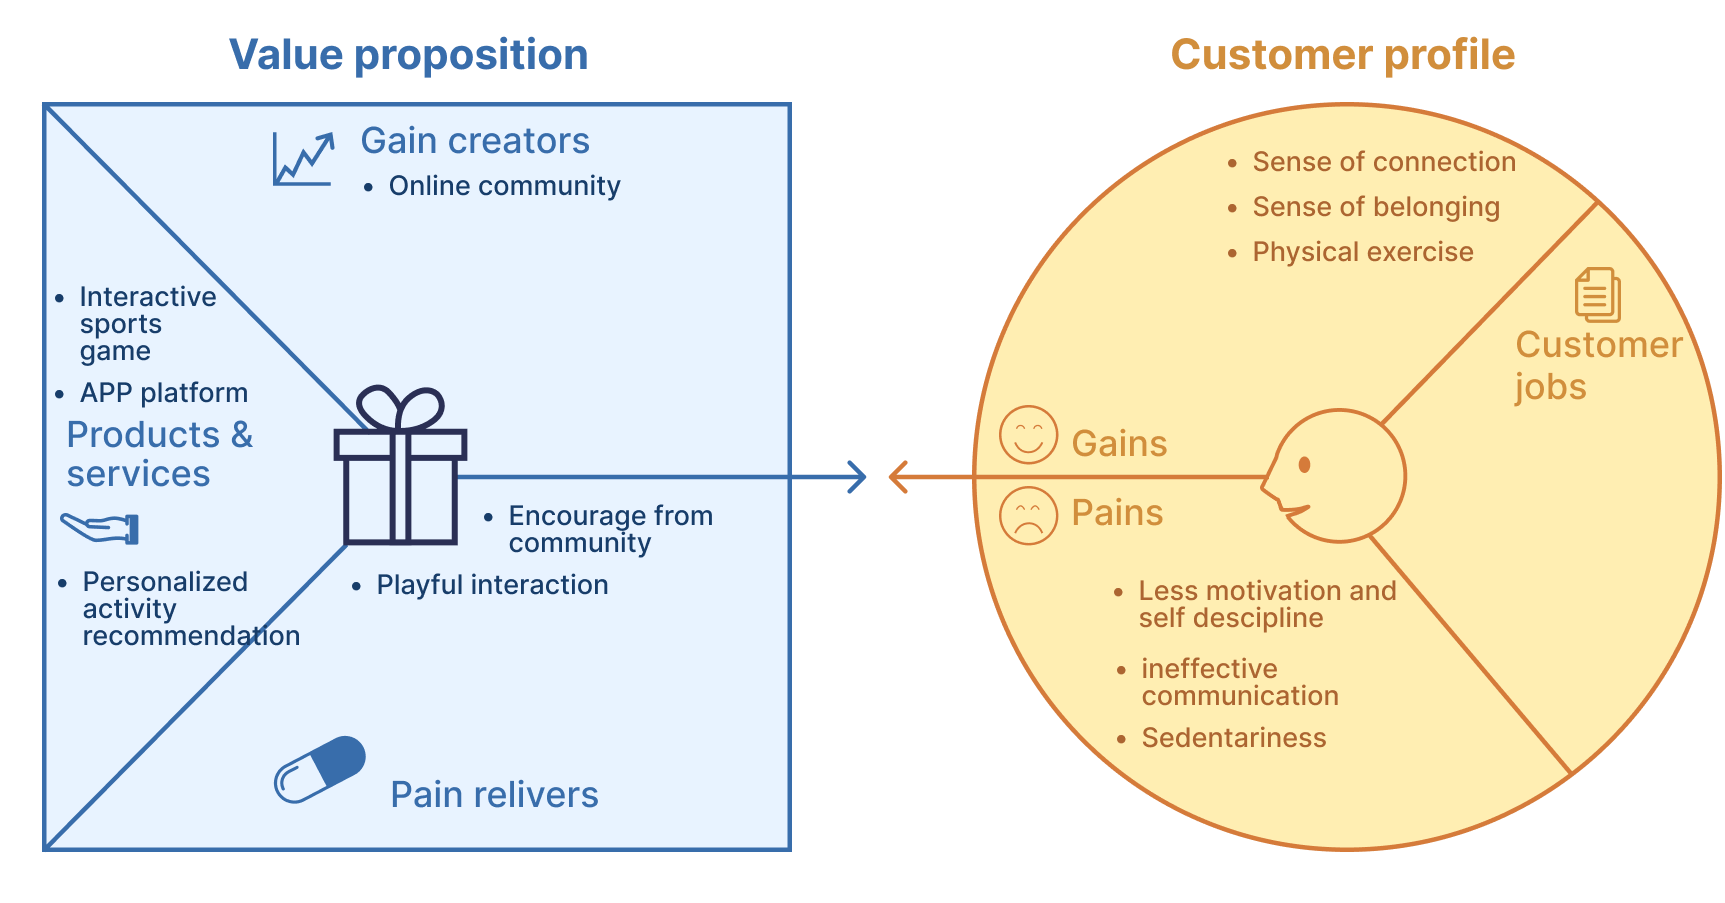 Value proposition
Gain creators
• Online community
• Interactive
sports
game
• APP platform
Products &
services
• Personalized
activity
recommendation
• Encourage from
community
• Playful interaction
Pain relivers
Customer profile
• Sense of connection
• Sense of belonging
• Physical exercise
Customer
jobs
Gains
Pains
• Less motivation and
self descipline
• ineffective
communication
• Sedentariness